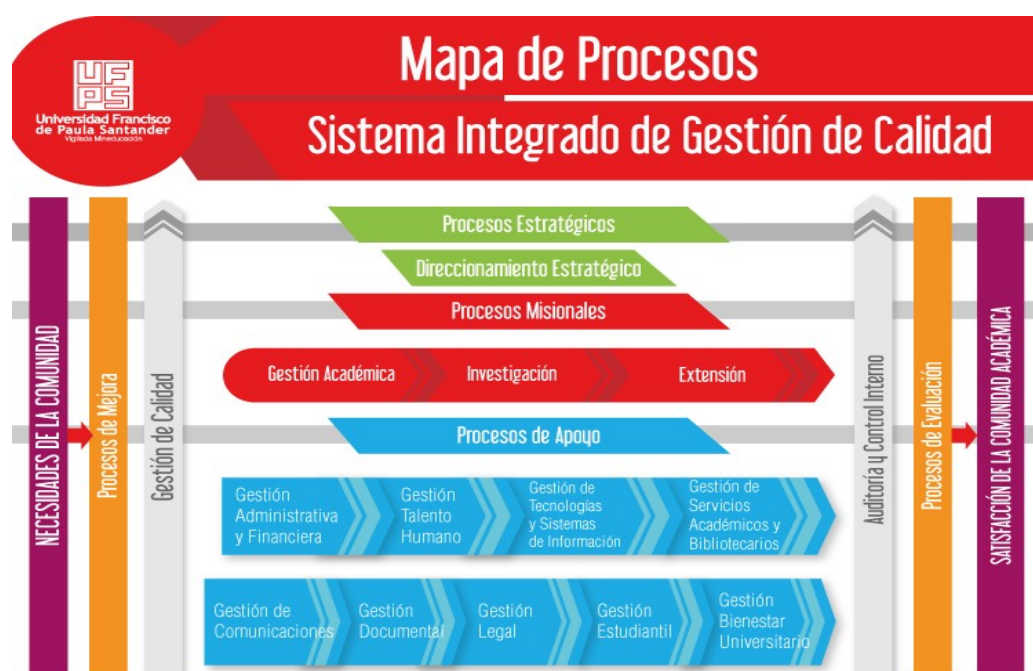 Mapa de Procesos
UFPS
Universidad Francisco
de Paula Santander
Vigilada Mineducación
Sistema Integrado de Gestión de Calidad
NECESIDADES DE LA COMUNIDAD
Procesos de Mejora
Gestión de Calidad
Procesos Estratégicos
Direccionamiento Estratégico
Procesos Misionales
Gestión Académica
Investigación
Extensión
Procesos de Apoyo
Gestión
Administrativa
y Financiera
Gestión
Talento
Humano
Gestión de
Tecnologías
y Sistemas
de Información
Gestión de
Servicios
Académicos y
Bibliotecarios
Gestión de
Comunicaciones
Gestión
Documental
Gestión
Legal
Gestión
Estudiantil
Gestión
Bienestar
Universitario
Auditoría y Control Interno
Procesos de Evaluación
SATISFACCIÓN DE LA COMUNIDAD ACADÉMICA